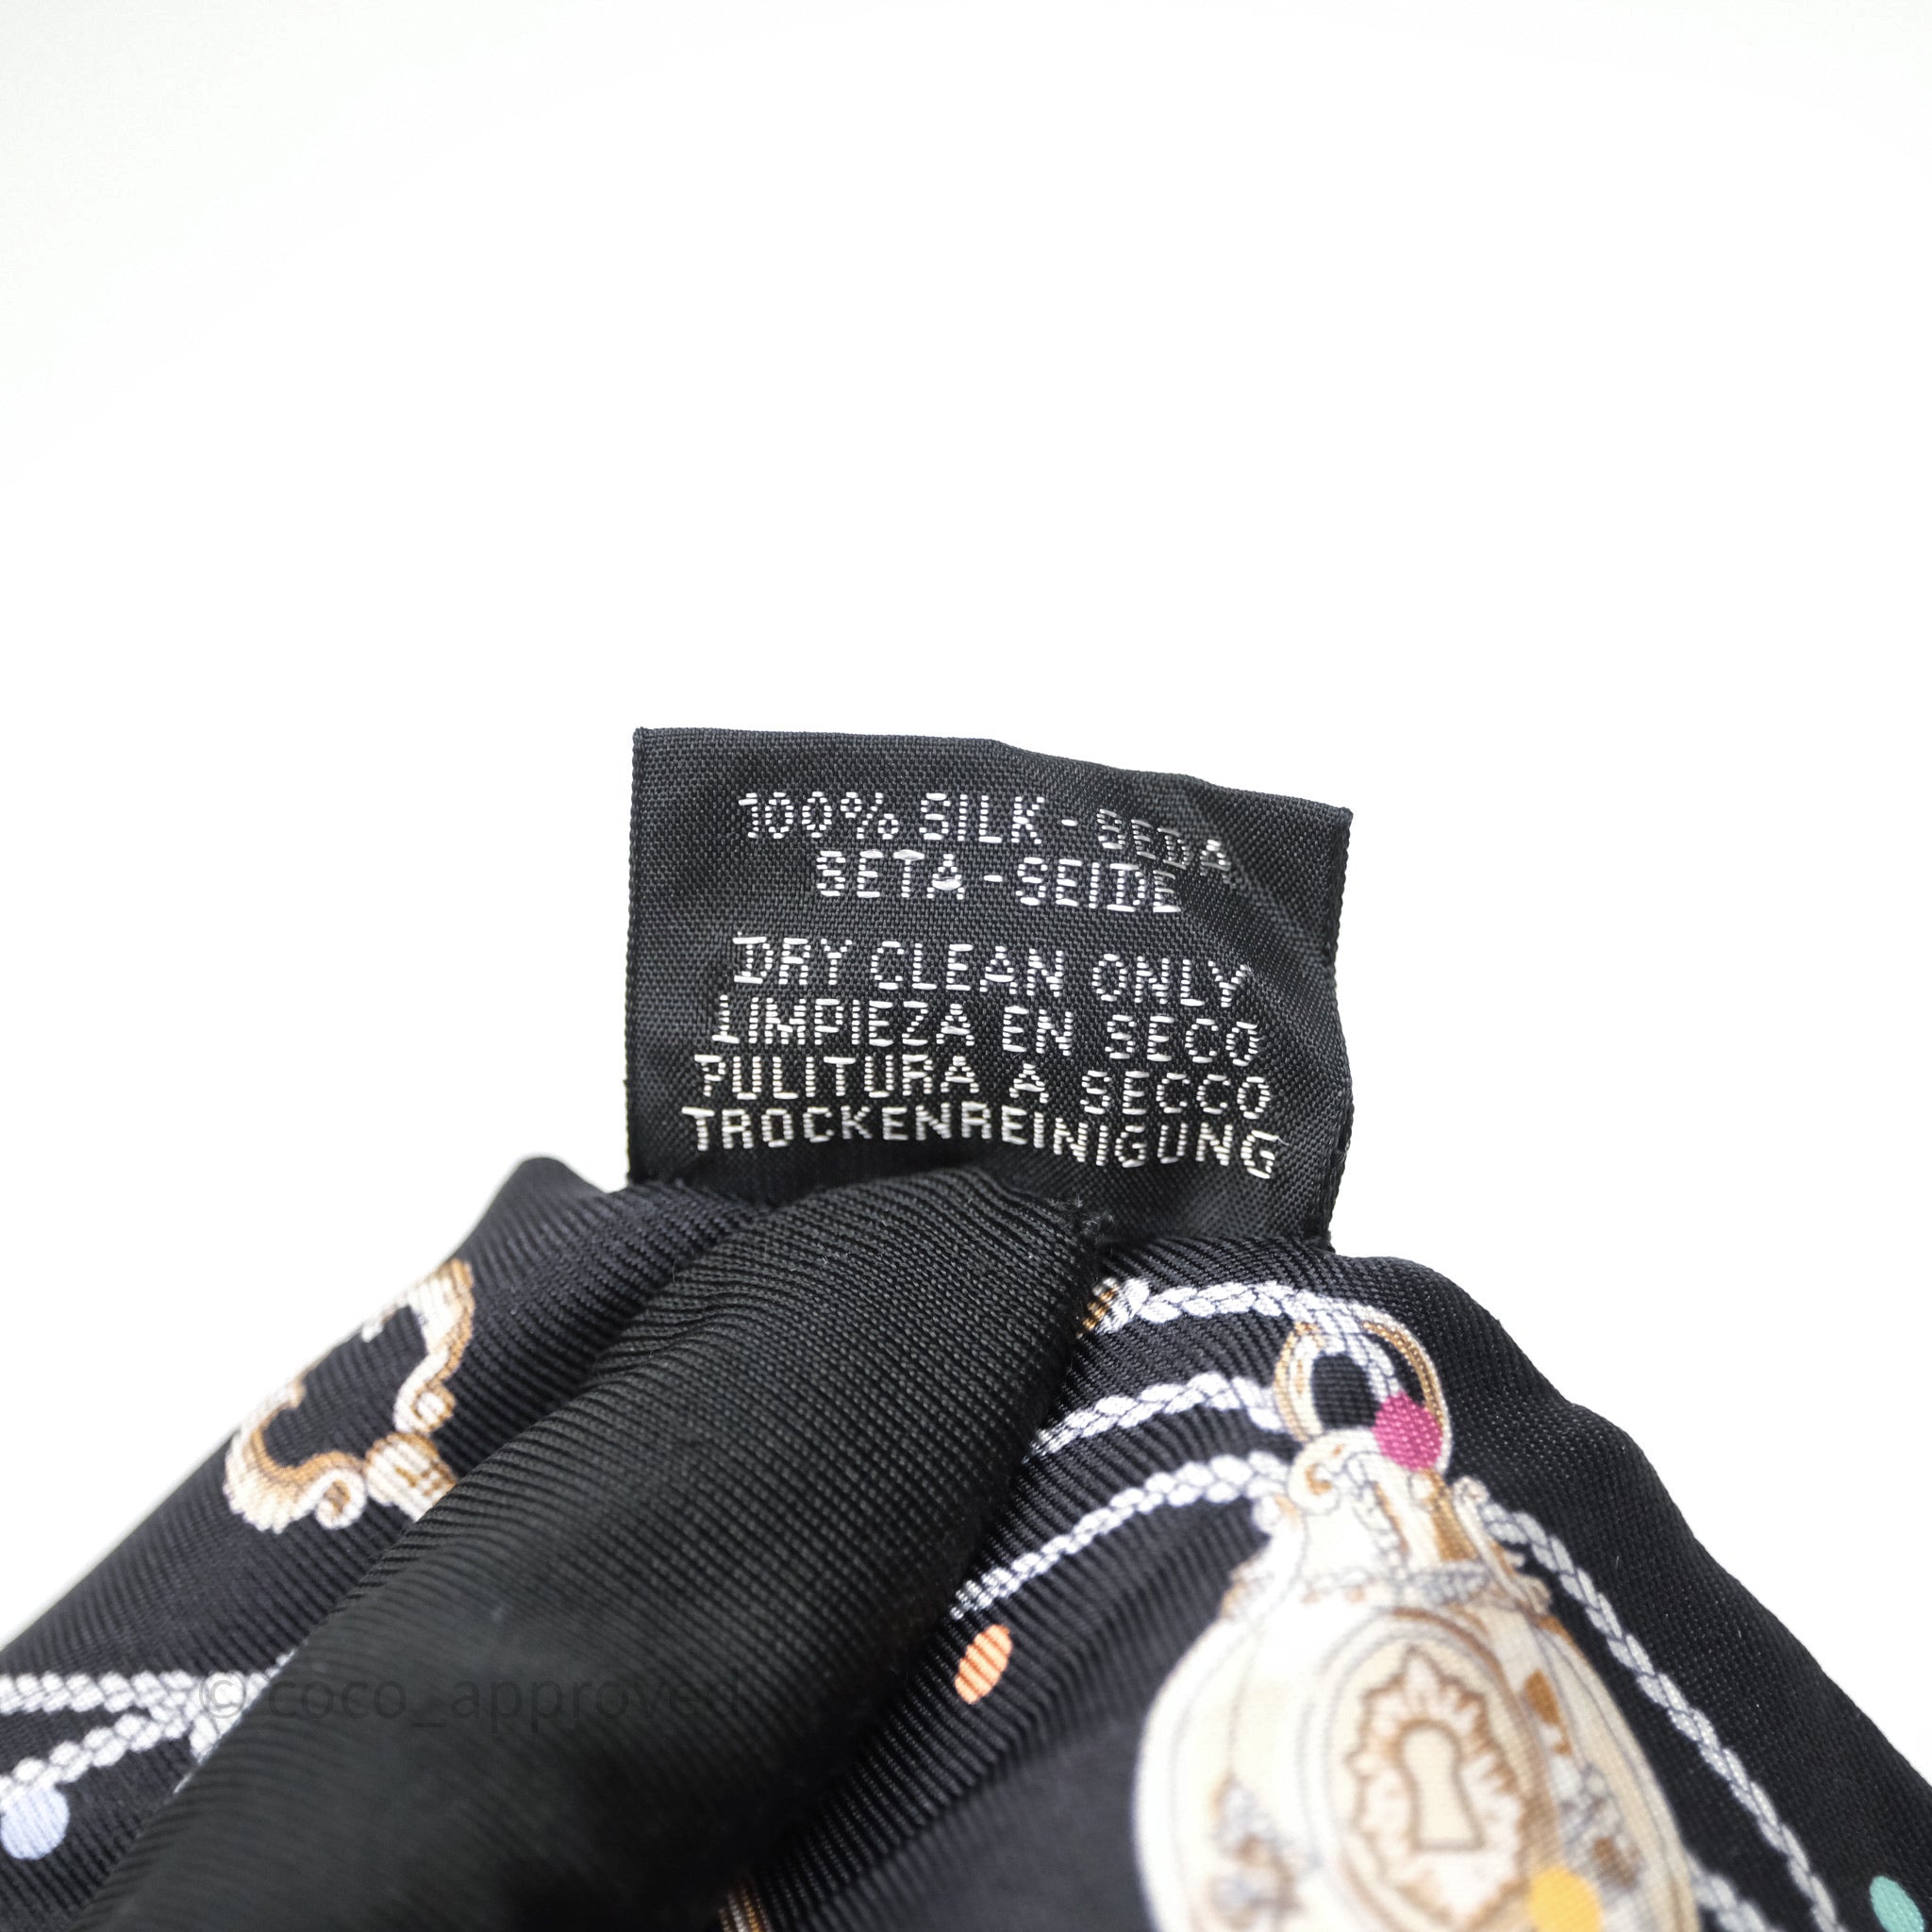 100% SILK - SEDA
SETA - SEIDE
DRY CLEAN ONLY
LIMPIEZA EN SECO
PULITURA A SECCO
TROCKENREINIGUNG
© coco_approved